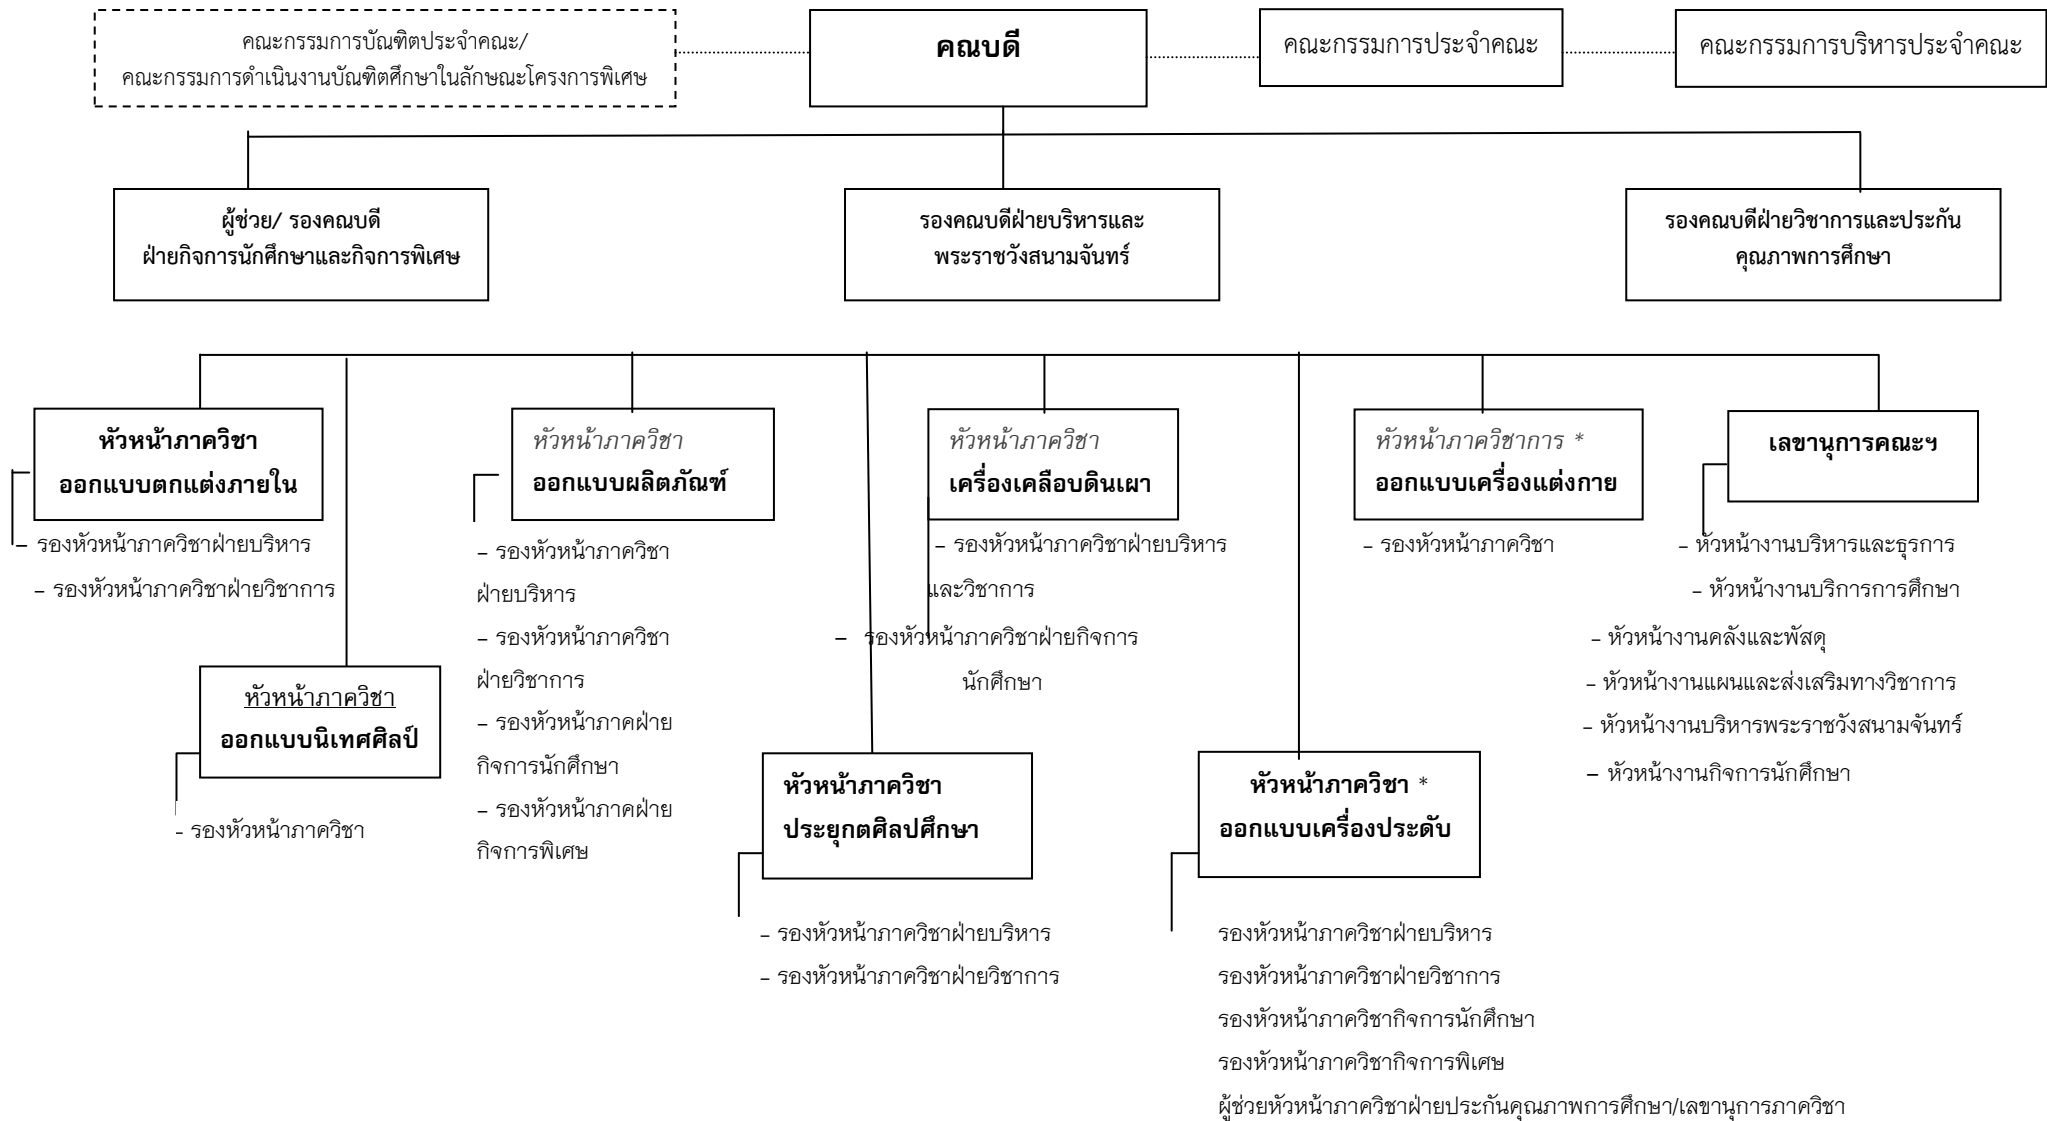 คณะกรรมการบัณฑิตประจำคณะ/
คณะกรรมการดำเนินงานบัณฑิตศึกษาในลักษณะโครงการพิเศษ
คณบดี
คณะกรรมการประจำคณะ
คณะกรรมการบริหารประจำคณะ
ผู้ช่วย/ รองคณบดี
ฝ่ายกิจการนักศึกษาและกิจการพิเศษ
รองคณบดีฝ่ายบริหารและ
พระราชวังสนามจันทร์
รองคณบดีฝ่ายวิชาการและประกัน
คุณภาพการศึกษา
หัวหน้าภาควิชา
ออกแบบตกแต่งภายใน
– รองหัวหน้าภาควิชาฝ่ายบริหาร
– รองหัวหน้าภาควิชาฝ่ายวิชาการ
หัวหน้าภาควิชา
ออกแบบนิเทศศิลป์
- รองหัวหน้าภาควิชา
หัวหน้าภาควิชา
ออกแบบผลิตภัณฑ์
– รองหัวหน้าภาควิชา
ฝ่ายบริหาร
– รองหัวหน้าภาควิชา
ฝ่ายวิชาการ
– รองหัวหน้าภาคฝ่าย
กิจการนักศึกษา
– รองหัวหน้าภาคฝ่าย
กิจการพิเศษ
หัวหน้าภาควิชา
ประยุกตศิลปศึกษา
– รองหัวหน้าภาควิชาฝ่ายบริหาร
– รองหัวหน้าภาควิชาฝ่ายวิชาการ
หัวหน้าภาควิชา
เครื่องเคลือบดินเผา
– รองหัวหน้าภาควิชาฝ่ายบริหาร
และวิชาการ
– รองหัวหน้าภาควิชาฝ่ายกิจการ
นักศึกษา
หัวหน้าภาควิชา *
ออกแบบเครื่องประดับ
รองหัวหน้าภาควิชาฝ่ายบริหาร
รองหัวหน้าภาควิชาฝ่ายวิชาการ
รองหัวหน้าภาควิชากิจการนักศึกษา
รองหัวหน้าภาควิชากิจการพิเศษ
ผู้ช่วยหัวหน้าภาควิชาฝ่ายประกันคุณภาพการศึกษา/เลขานุการภาควิชา
หัวหน้าภาควิชาการ *
ออกแบบเครื่องแต่งกาย
– รองหัวหน้าภาควิชา
เลขานุการคณะฯ
– หัวหน้างานบริหารและธุรการ
– หัวหน้างานบริการการศึกษา
– หัวหน้างานคลังและพัสดุ
– หัวหน้างานแผนและส่งเสริมทางวิชาการ
– หัวหน้างานบริหารพระราชวังสนามจันทร์
– หัวหน้างานกิจการนักศึกษา